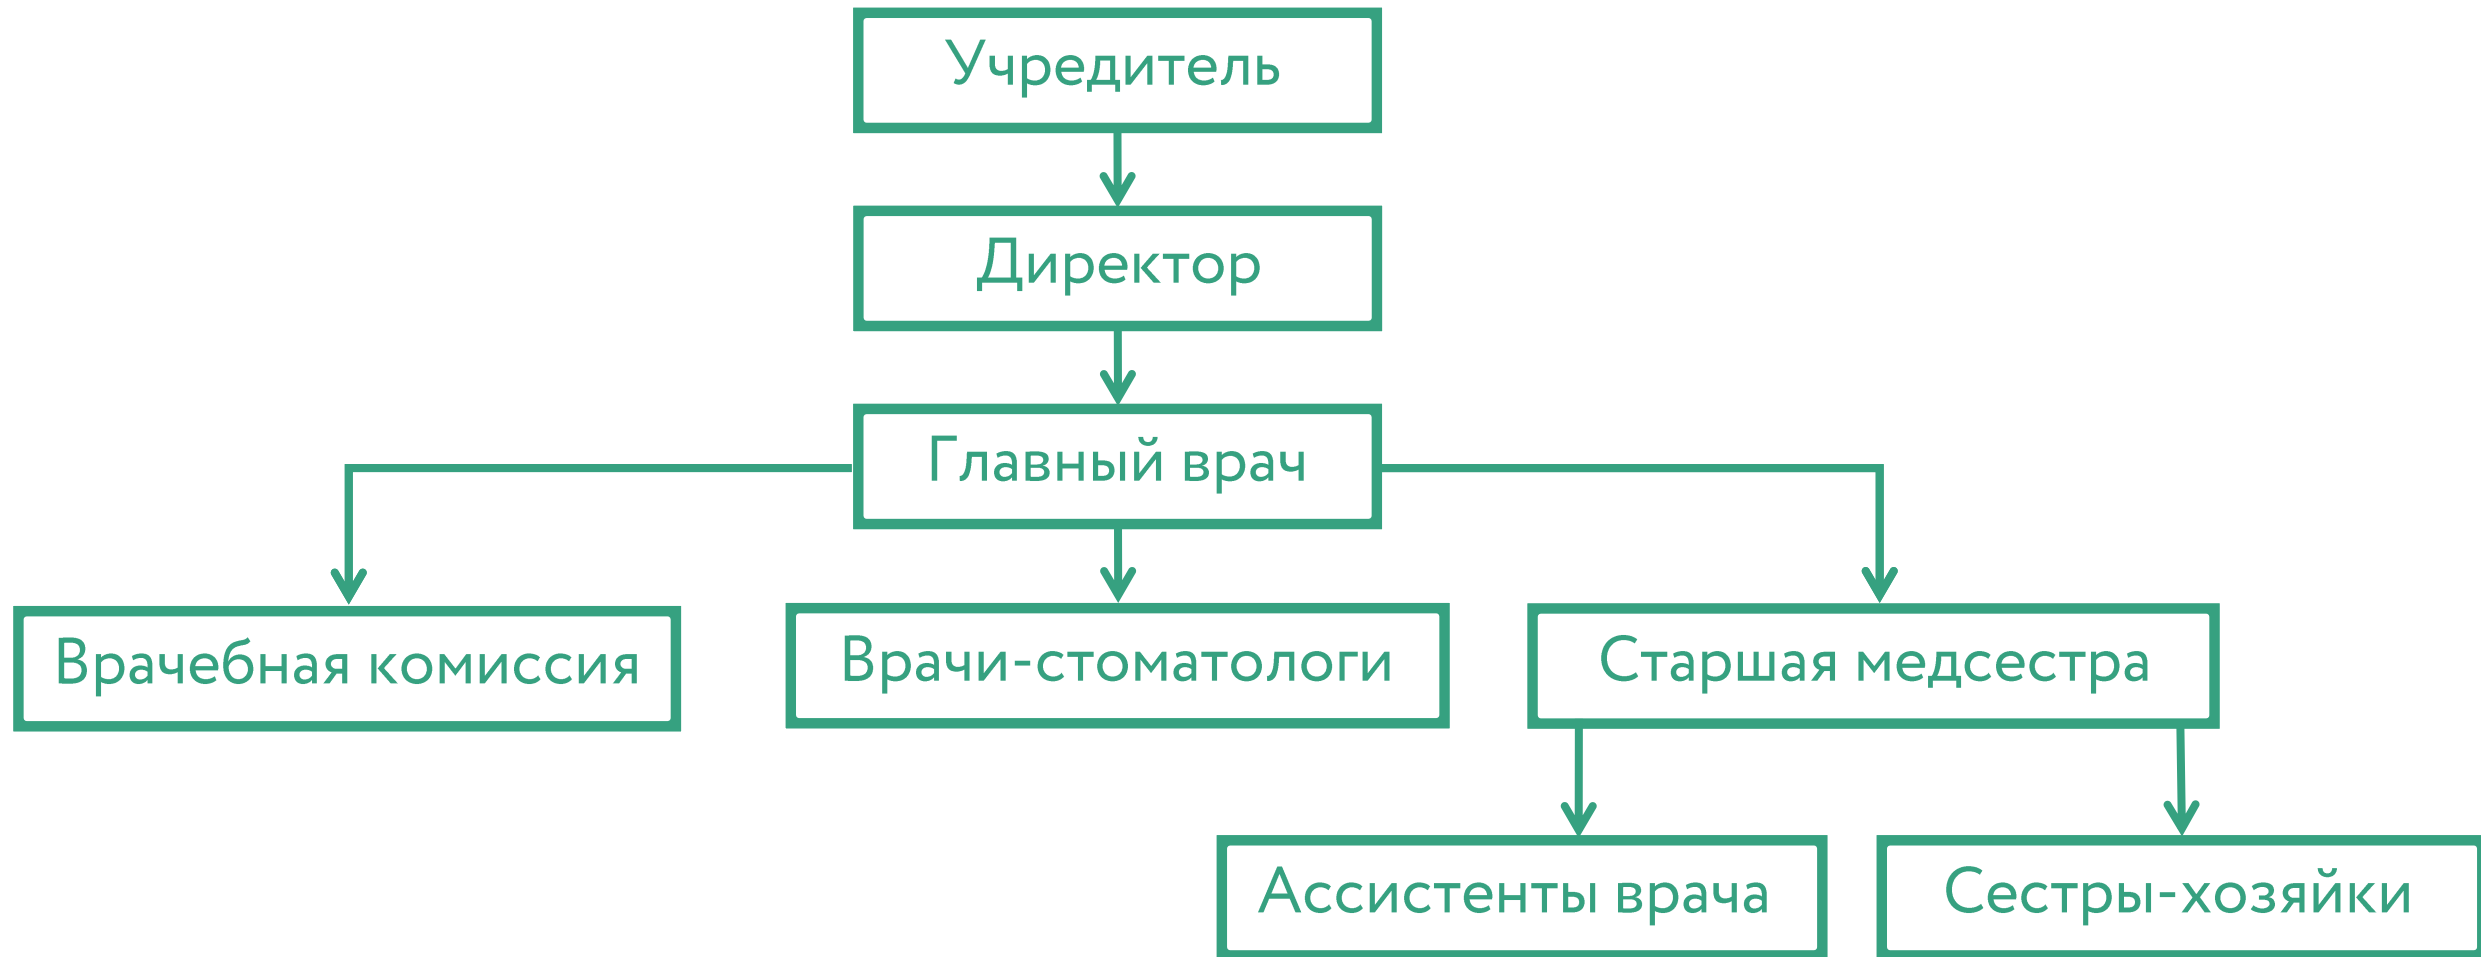 Учредитель
Директор
Главный врач
Врачебная комиссия
Врачи-стоматологи
Старшая медсестра
Ассистенты врача
Сестры-хозяйки